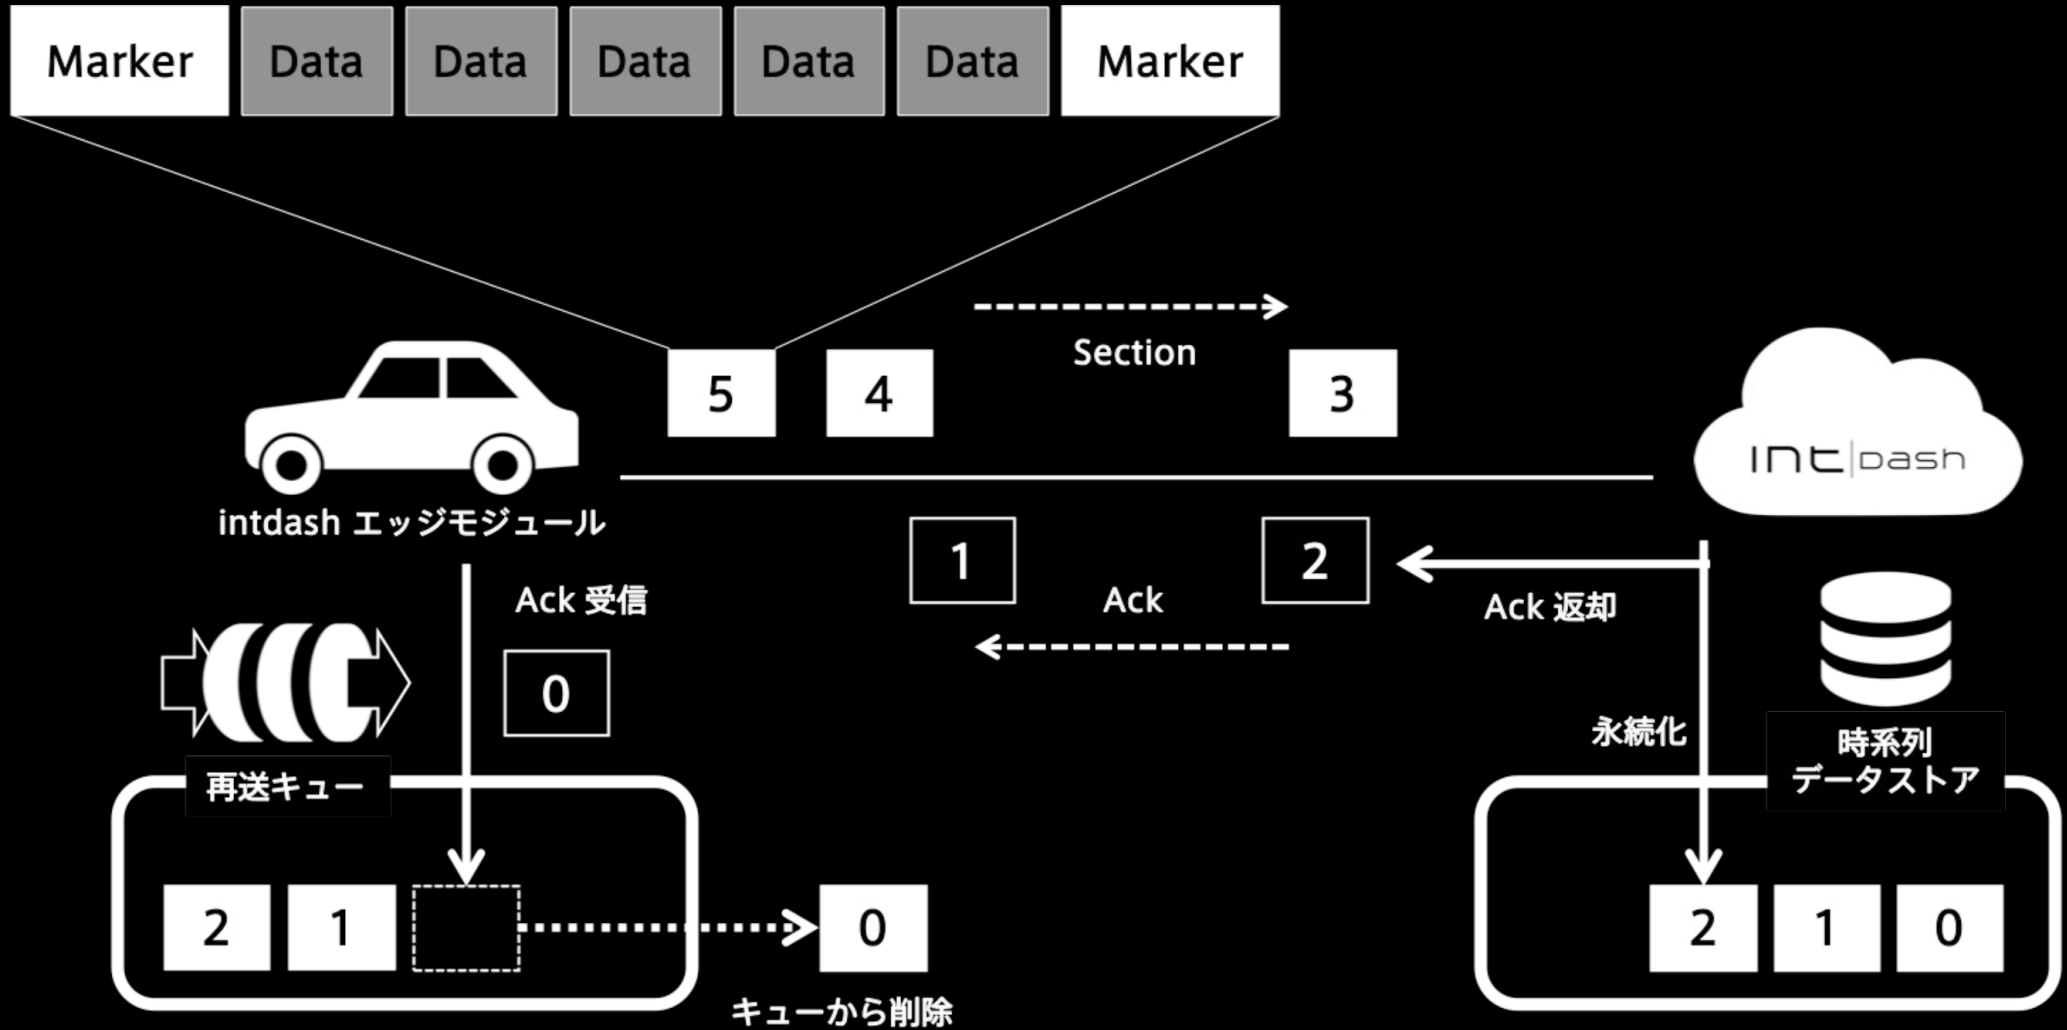 Marker Data Data Data Data Data Marker
Section
5 4 3
int dash
intdash エッジモジュール
1 2
Ack 受信
Ack
Ack 返却
0
永続化
再送キュー
時系列
データストア
2 1
0
2 1 0
キューから削除